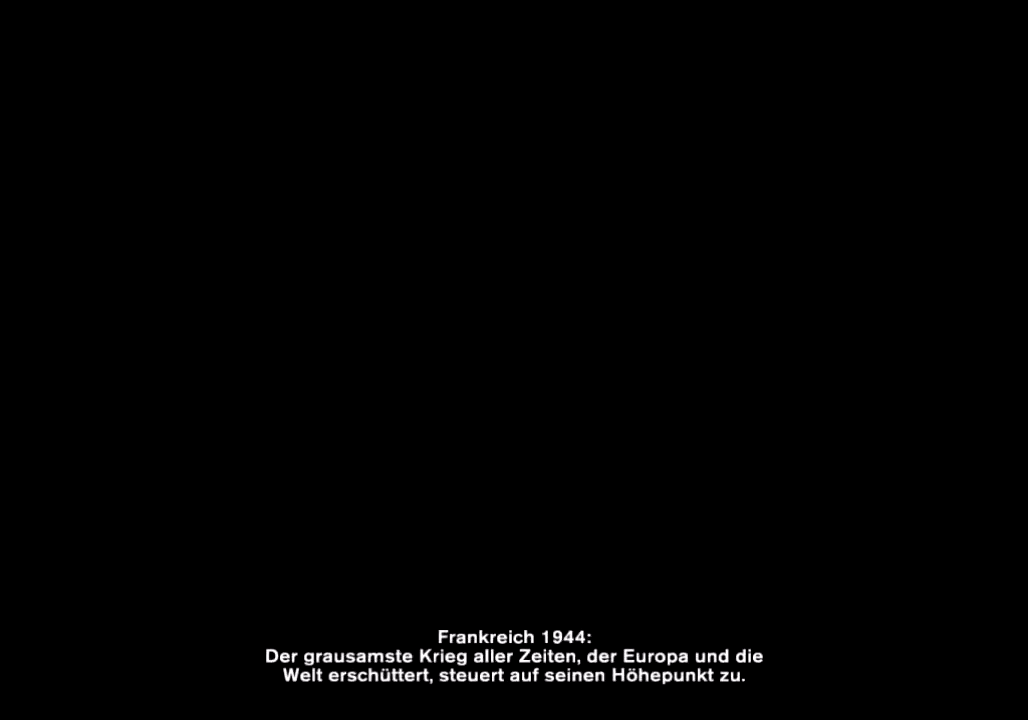 Frankreich 1944:
Der grausamste Krieg aller Zeiten, der Europa und die
Welt erschüttert, steuert auf seinen Höhepunkt zu.